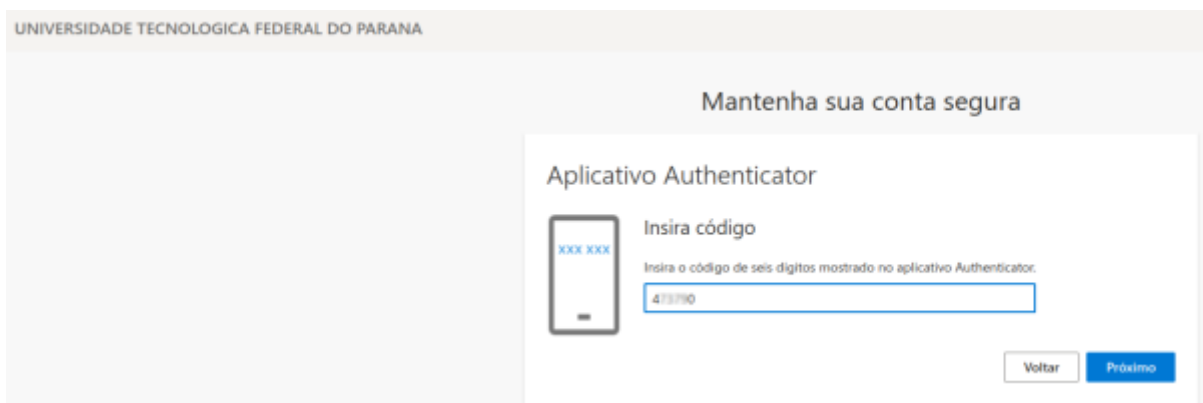 UNIVERSIDADE TECNOLOGICA FEDERAL DO PARANA
Mantenha sua conta segura
Aplicativo Authenticator
Insira código
XXX XXX
Insira o código de seis dígitos mostrado no aplicativo Authenticator.
Voltar
Próximo